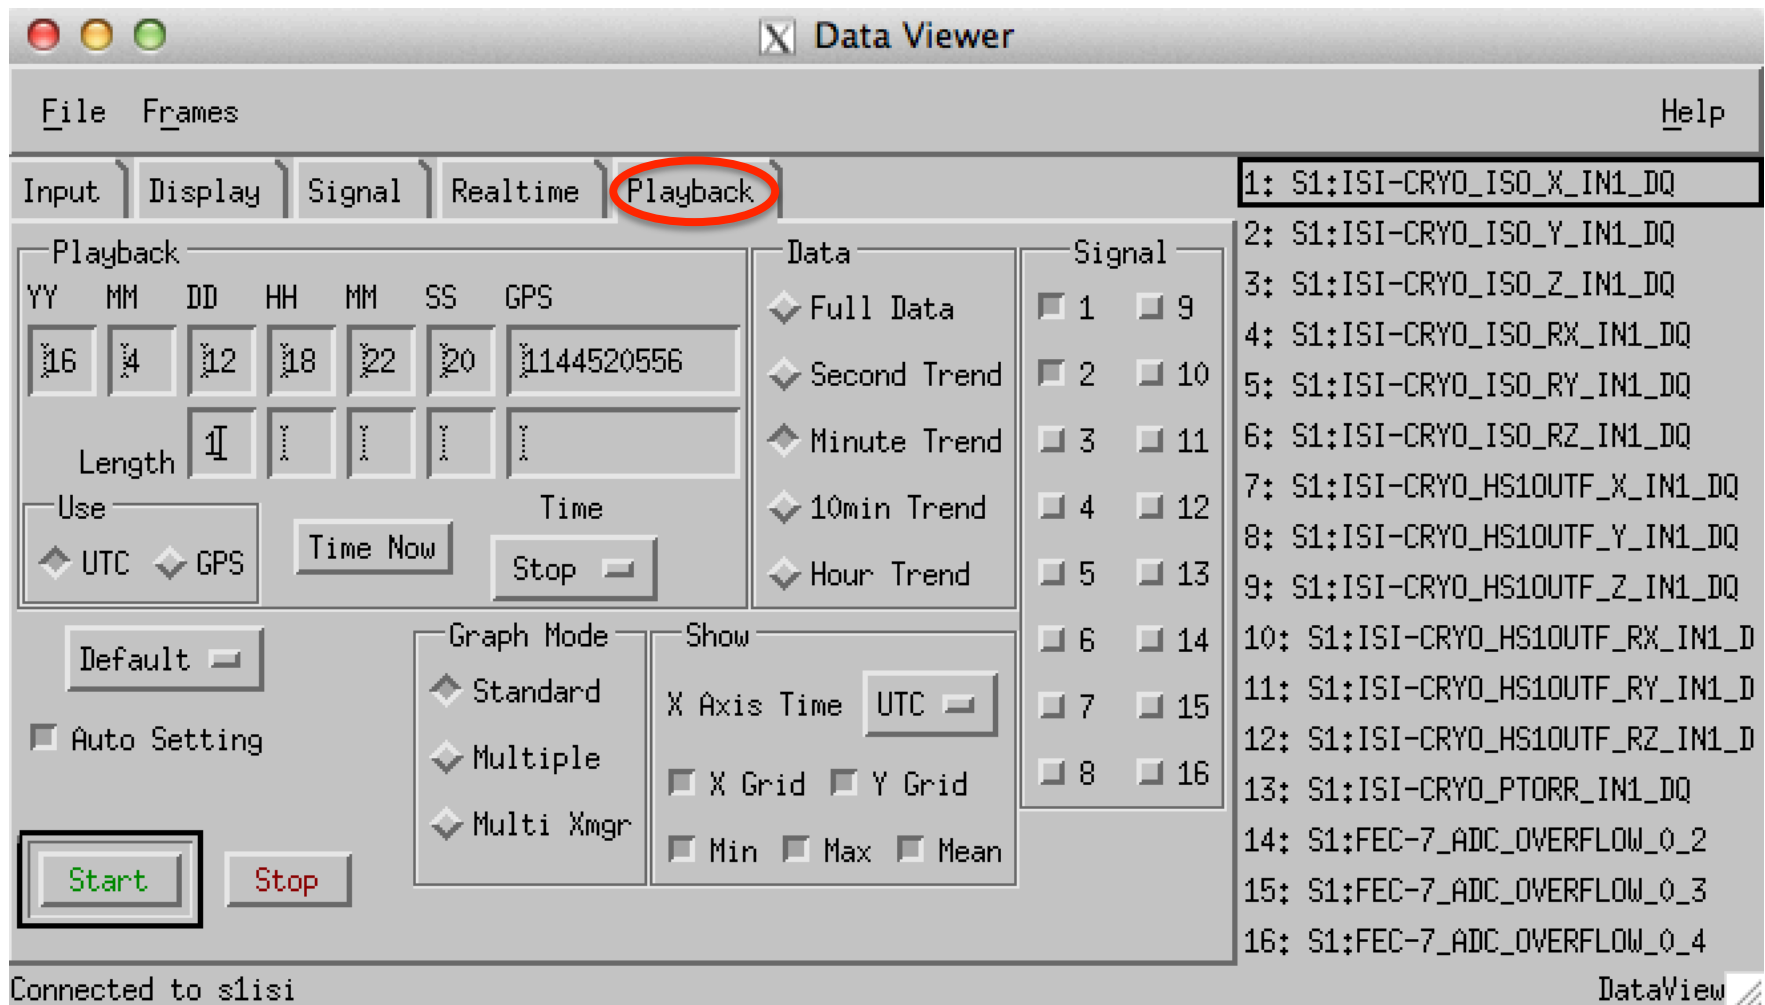 X Data Viewer
File Frames Help
Input Display Signal Realtime Playback
Playback
YY MM DD HH MM SS GPS
16 4 12 18 22 20 1144520556
Length 1
Use
UTC GPS
Time Now
Time
Stop
Data
Full Data
Second Trend
Minute Trend
10min Trend
Hour Trend
Signal
1 9
2 10
3 11
4 12
5 13
6 14
7 15
8 16
Default
Auto Setting
Graph Mode
Standard
Multiple
Multi Xmgr
Show
X Axis Time UTC
X Grid Y Grid
Min Max Mean
Start Stop
1: S1:ISI-CRYO_ISO_X_IN1_DQ
2: S1:ISI-CRYO_ISO_Y_IN1_DQ
3: S1:ISI-CRYO_ISO_Z_IN1_DQ
4: S1:ISI-CRYO_ISO_RX_IN1_DQ
5: S1:ISI-CRYO_ISO_RY_IN1_DQ
6: S1:ISI-CRYO_ISO_RZ_IN1_DQ
7: S1:ISI-CRYO_HS1OUTF_X_IN1_DQ
8: S1:ISI-CRYO_HS1OUTF_Y_IN1_DQ
9: S1:ISI-CRYO_HS1OUTF_Z_IN1_DQ
10: S1:ISI-CRYO_HS1OUTF_RX_IN1_D
11: S1:ISI-CRYO_HS1OUTF_RY_IN1_D
12: S1:ISI-CRYO_HS1OUTF_RZ_IN1_D
13: S1:ISI-CRYO_PTORR_IN1_DQ
14: S1:FEC-7_ADC_OVERFLOW_0_2
15: S1:FEC-7_ADC_OVERFLOW_0_3
16: S1:FEC-7_ADC_OVERFLOW_0_4
Connected to s1isi DataView